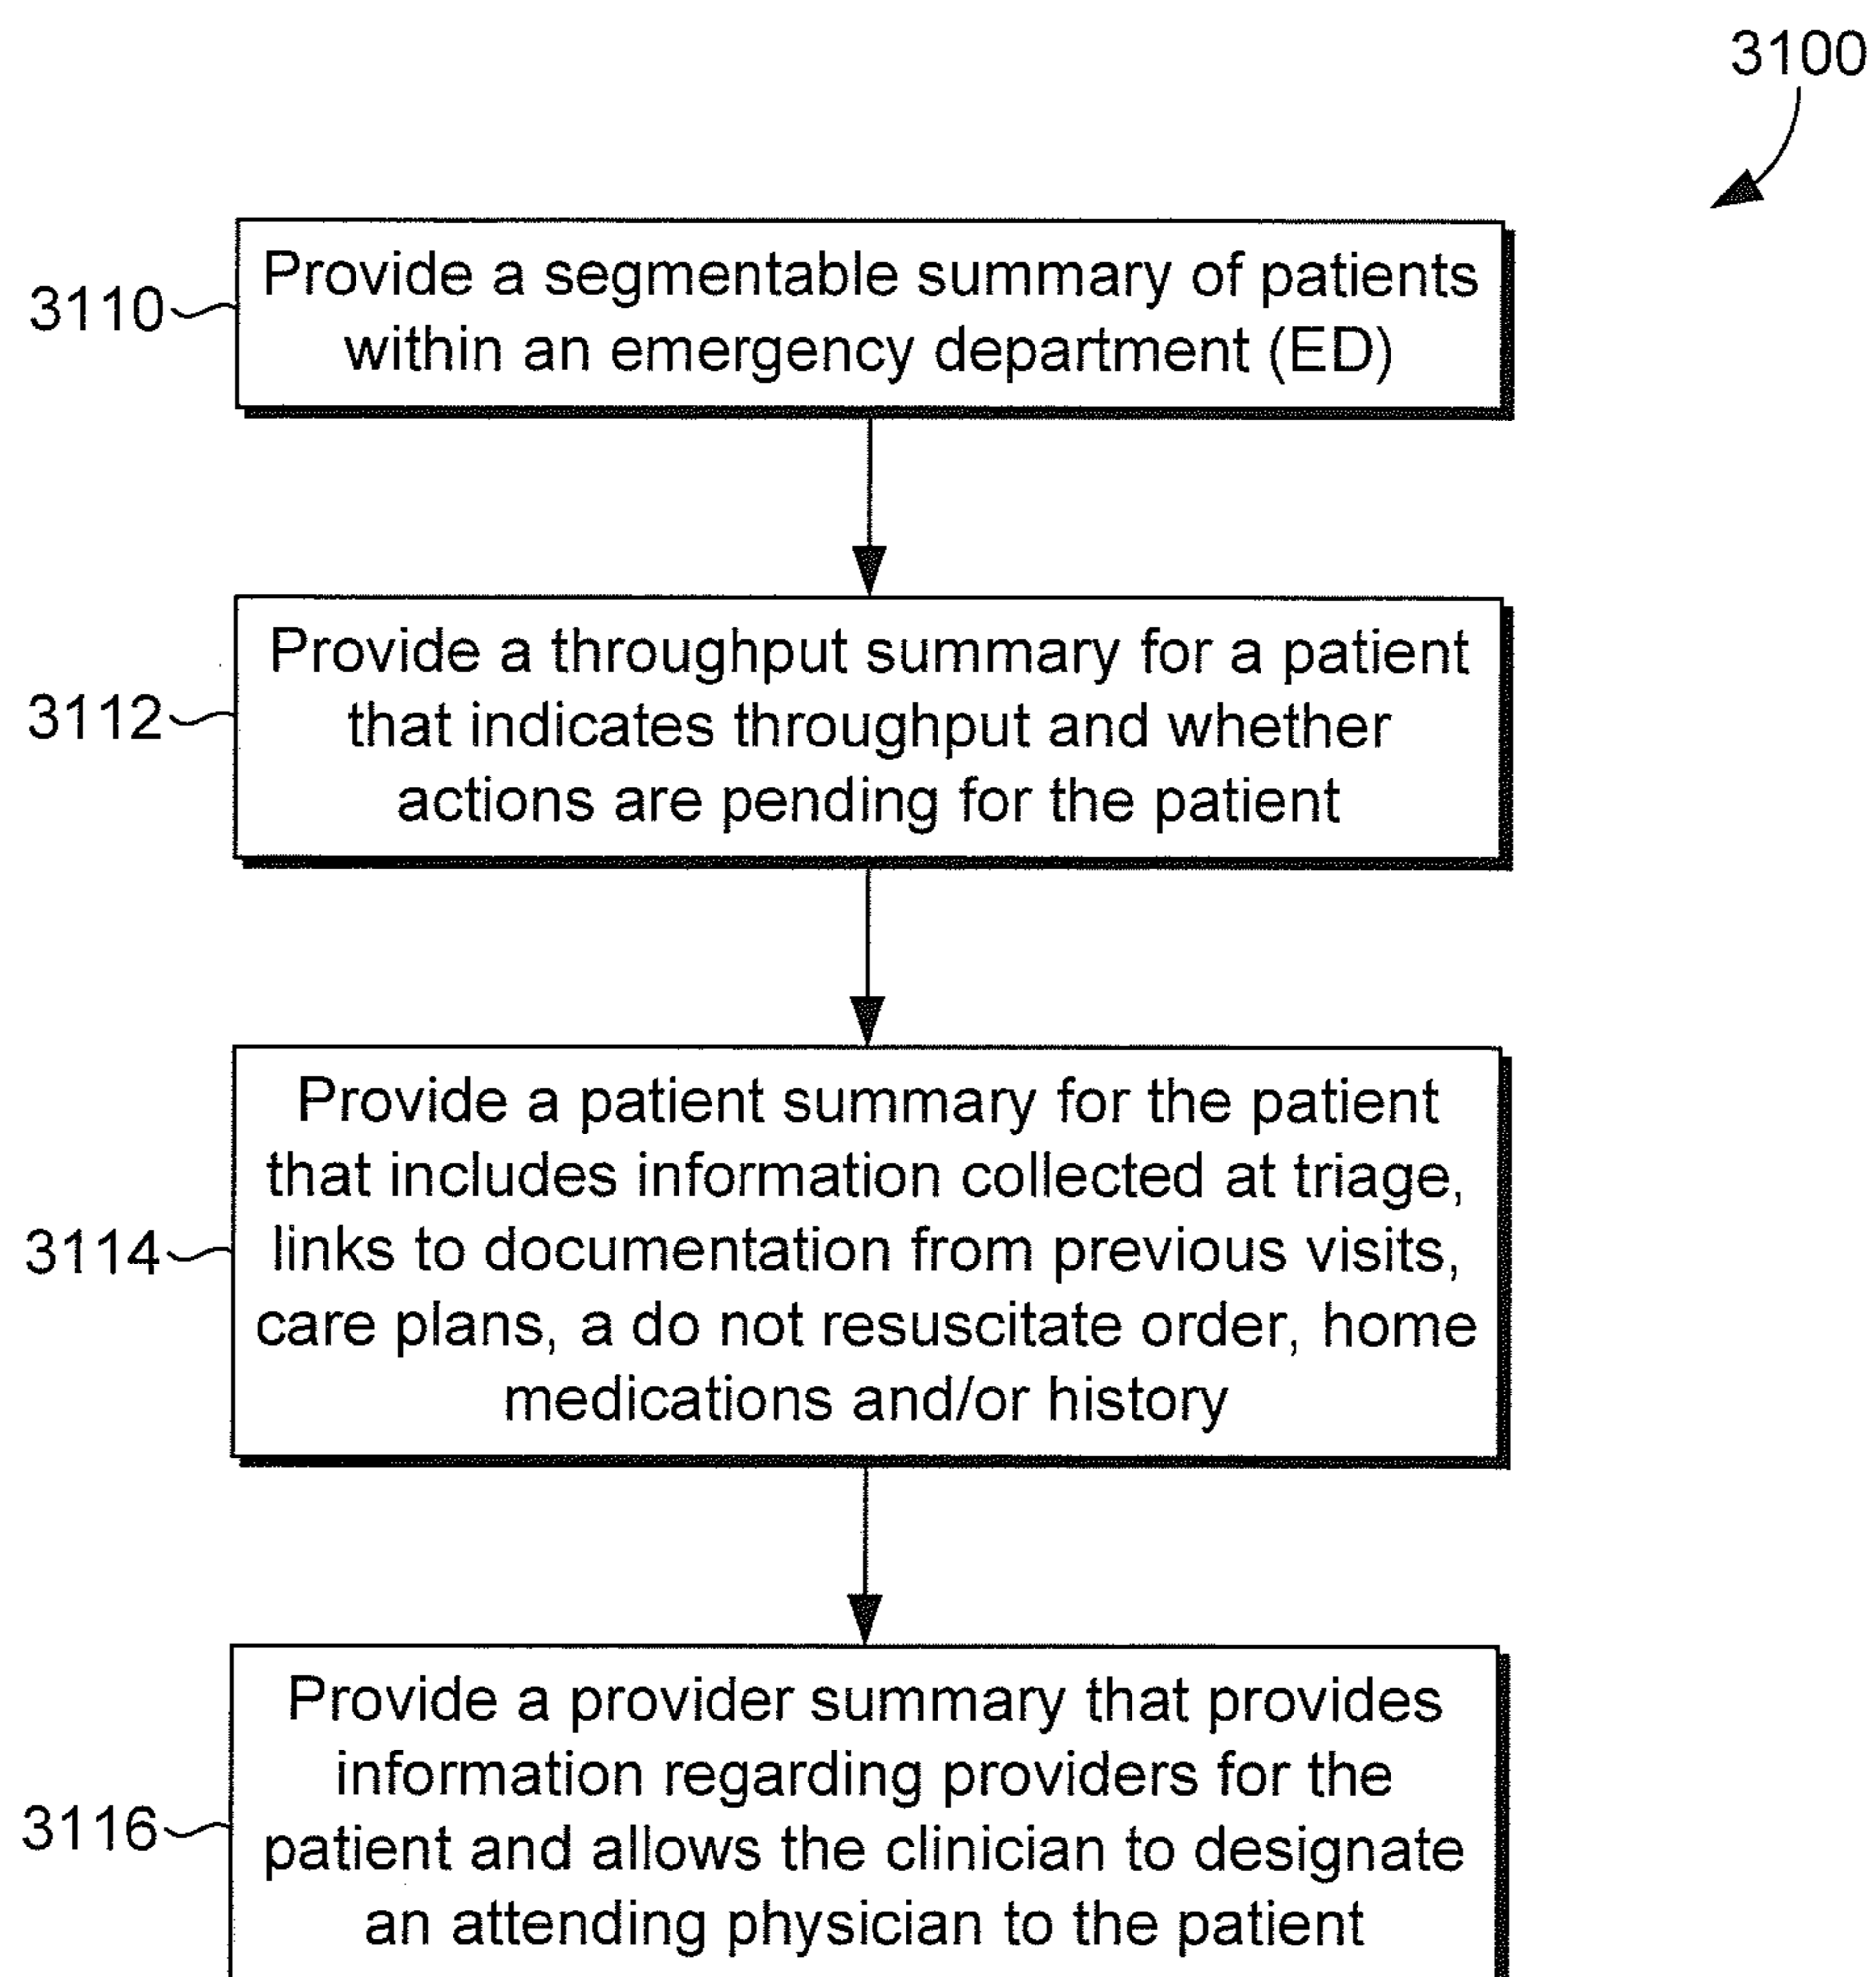 3100
3110
Provide a segmentable summary of patients
within an emergency department (ED)
3112
Provide a throughput summary for a patient
that indicates throughput and whether
actions are pending for the patient
3114
Provide a patient summary for the patient
that includes information collected at triage,
links to documentation from previous visits,
care plans, a do not resuscitate order, home
medications and/or history
3116
Provide a provider summary that provides
information regarding providers for the
patient and allows the clinician to designate
an attending physician to the patient